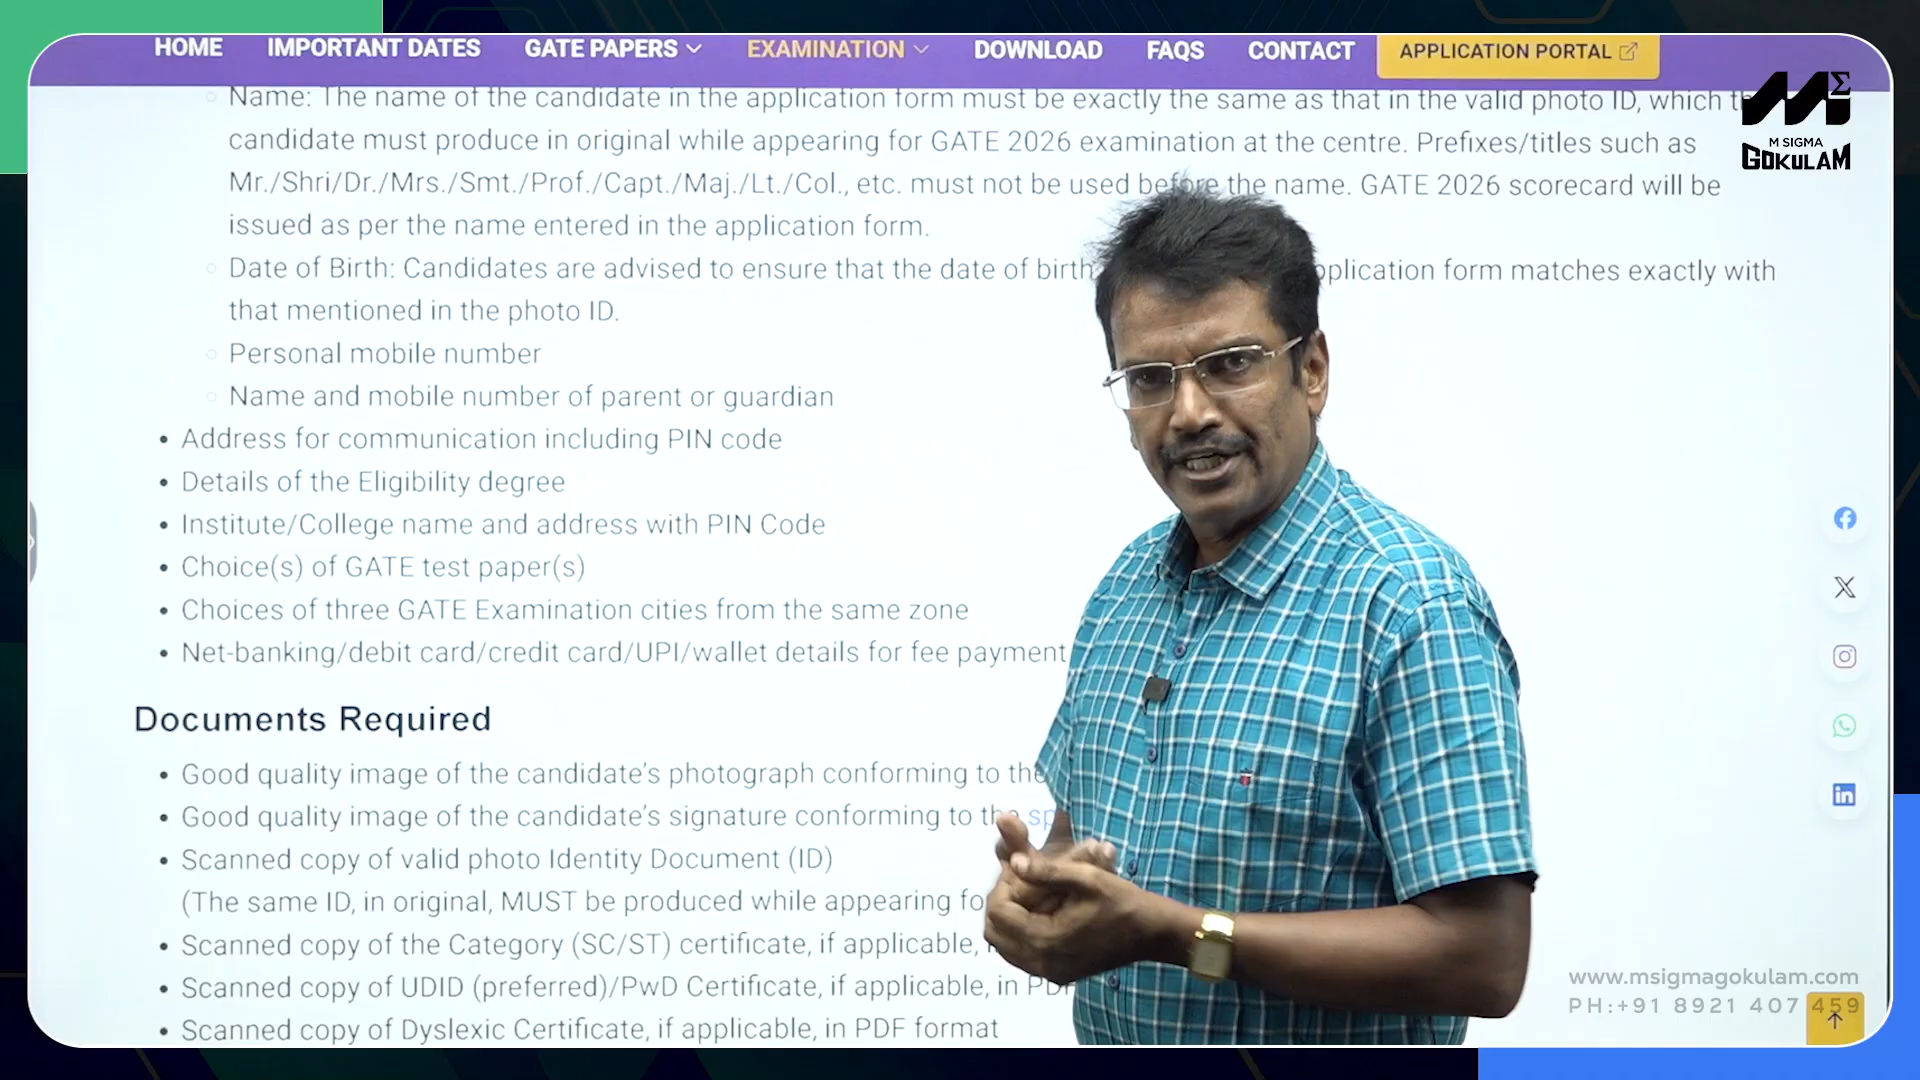 HOME IMPORTANT DATES GATE PAPERS EXAMINATION DOWNLOAD FAQS CONTACT APPLICATION PORTAL
Name: The name of the candidate in the application form must be exactly the same as that in the valid photo ID, which
candidate must produce in original while appearing for GATE 2026 examination at the centre. Prefixes/titles such as
Mr./Shri/Dr./Mrs./Smt./Prof./Capt./Maj./Lt./Col., etc. must not be used before the name. GATE 2026 scorecard will be
issued as per the name entered in the application form.
Date of Birth: Candidates are advised to ensure that the date of birth application form matches exactly with
that mentioned in the photo ID.
Personal mobile number
Name and mobile number of parent or guardian
• Address for communication including PIN code
• Details of the Eligibility degree
• Institute/College name and address with PIN Code
• Choice(s) of GATE test paper(s)
• Choices of three GATE Examination cities from the same zone
• Net-banking/debit card/credit card/UPI/wallet details for fee payment
Documents Required
• Good quality image of the candidate's photograph conforming to the
• Good quality image of the candidate's signature conforming to the
• Scanned copy of valid photo Identity Document (ID)
(The same ID, in original, MUST be produced while appearing
• Scanned copy of the Category (SC/ST) certificate, if applicable,
• Scanned copy of UDID (preferred)/PwD Certificate, if applicable, in PDF
• Scanned copy of Dyslexic Certificate, if applicable, in PDF format
M SIGMA
GOKULAM
www.msigmagokulam.com
PH:+91 8921 407 459